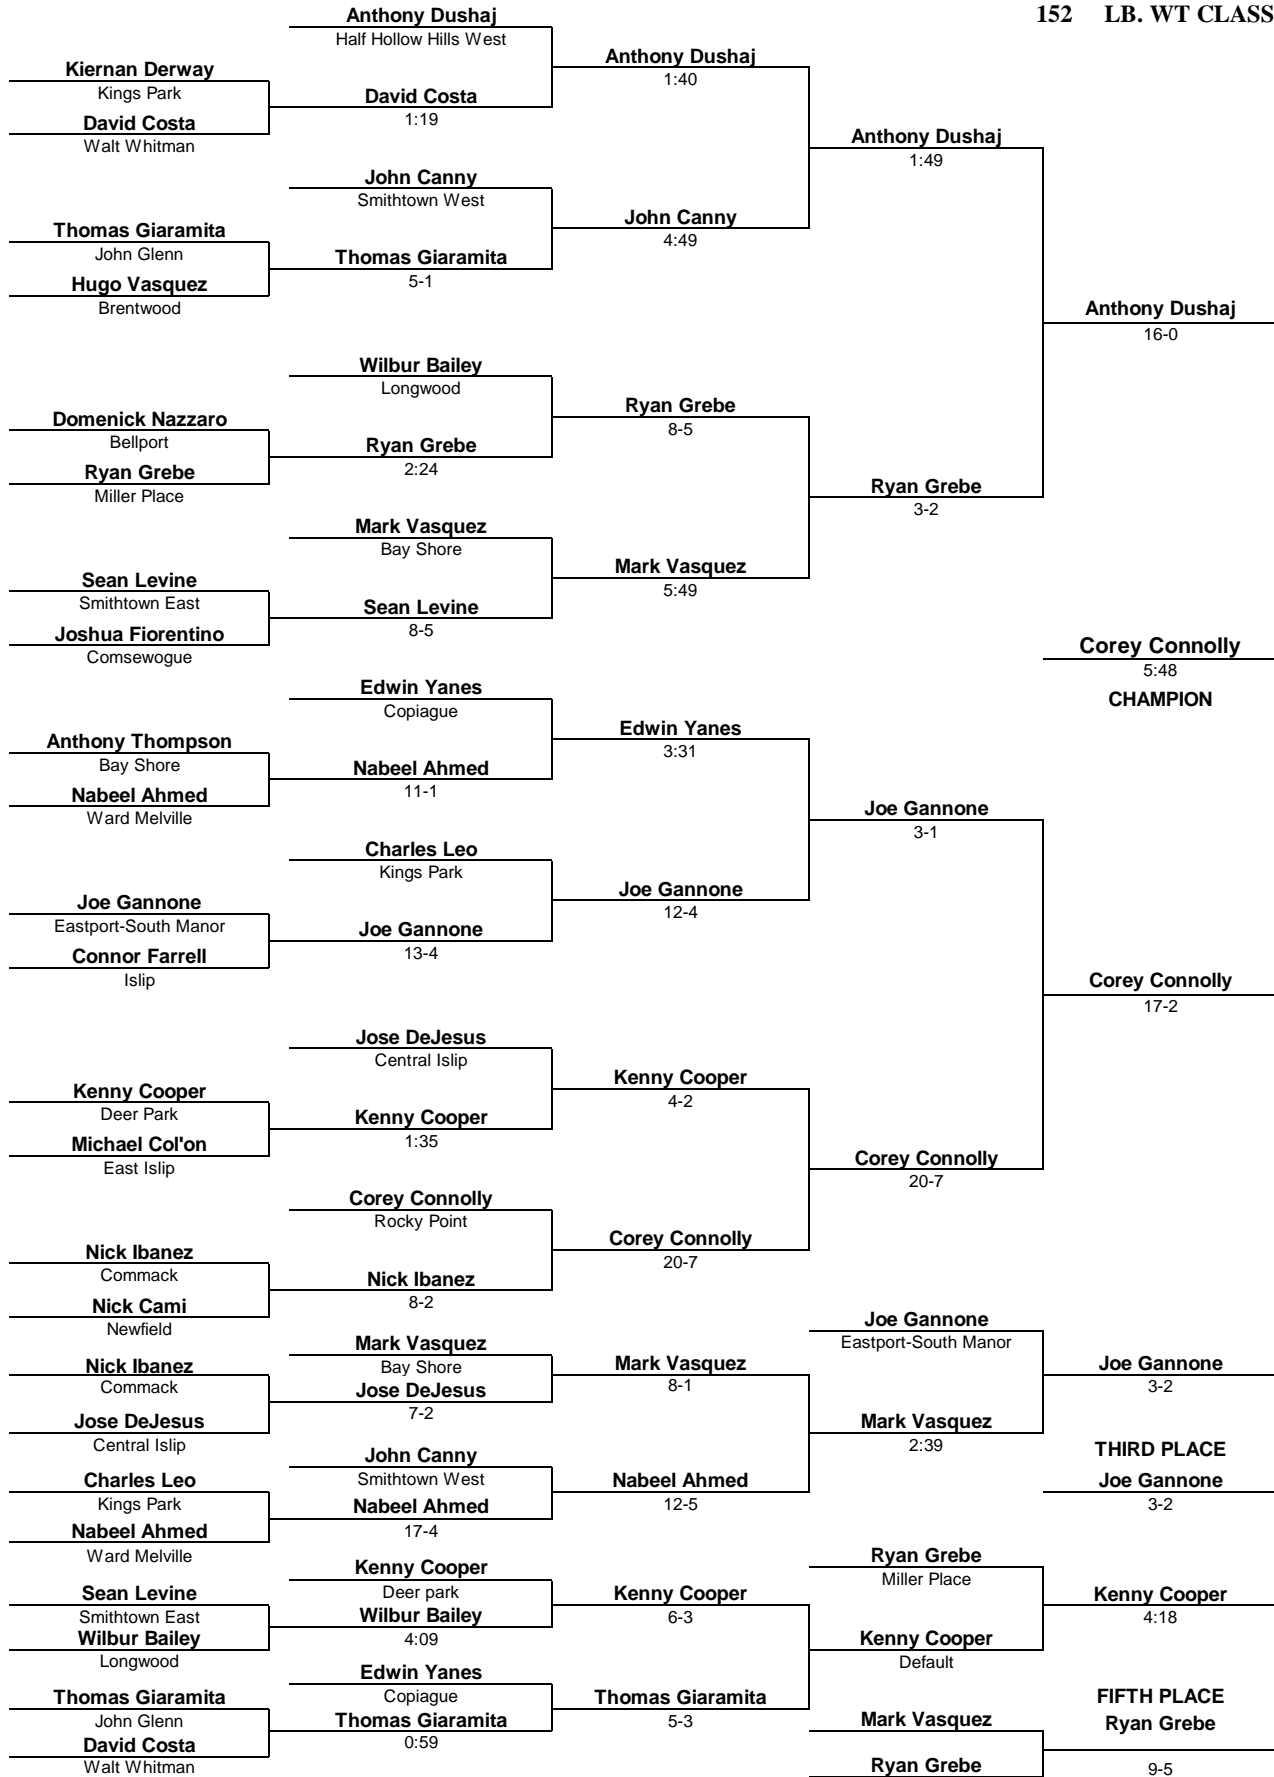 152 LB. WT CLASS
Anthony Dushaj
Half Hollow Hills West
Kiernan Derway
Kings Park
David Costa
Walt Whitman
David Costa
1:19
Anthony Dushaj
1:40
John Canny
Smithtown West
Thomas Giaramita
John Glenn
Hugo Vasquez
Brentwood
Thomas Giaramita
5-1
John Canny
4:49
Anthony Dushaj
1:49
Wilbur Bailey
Longwood
Domenick Nazzaro
Bellport
Ryan Grebe
Miller Place
Ryan Grebe
2:24
Ryan Grebe
8-5
Mark Vasquez
Bay Shore
Sean Levine
Smithtown East
Joshua Fiorentino
Comsewogue
Sean Levine
8-5
Mark Vasquez
5:49
Ryan Grebe
3-2
Anthony Dushaj
16-0
Corey Connolly
5:48
CHAMPION
Edwin Yanes
Copiague
Anthony Thompson
Bay Shore
Nabeel Ahmed
Ward Melville
Nabeel Ahmed
11-1
Edwin Yanes
3:31
Charles Leo
Kings Park
Joe Gannone
Eastport-South Manor
Connor Farrell
Islip
Joe Gannone
13-4
Joe Gannone
12-4
Joe Gannone
3-1
Jose DeJesus
Central Islip
Kenny Cooper
Deer Park
Michael Col'on
East Islip
Kenny Cooper
1:35
Kenny Cooper
4-2
Corey Connolly
Rocky Point
Nick Ibanez
Commack
Nick Cami
Newfield
Nick Ibanez
8-2
Corey Connolly
20-7
Corey Connolly
20-7
Corey Connolly
17-2
Mark Vasquez
Bay Shore
Nick Ibanez
Commack
Jose DeJesus
Central Islip
Jose DeJesus
7-2
Mark Vasquez
8-1
John Canny
Smithtown West
Charles Leo
Kings Park
Nabeel Ahmed
Ward Melville
Nabeel Ahmed
17-4
Nabeel Ahmed
12-5
Joe Gannone
Eastport-South Manor
Mark Vasquez
2:39
Joe Gannone
3-2
THIRD PLACE
Joe Gannone
3-2
Kenny Cooper
Deer park
Sean Levine
Smithtown East
Wilbur Bailey
Longwood
Wilbur Bailey
4:09
Kenny Cooper
6-3
Edwin Yanes
Copiague
Thomas Giaramita
John Glenn
David Costa
Walt Whitman
Thomas Giaramita
0:59
Thomas Giaramita
5-3
Ryan Grebe
Miller Place
Kenny Cooper
Default
Kenny Cooper
4:18
FIFTH PLACE
Mark Vasquez
Ryan Grebe
Ryan Grebe
9-5